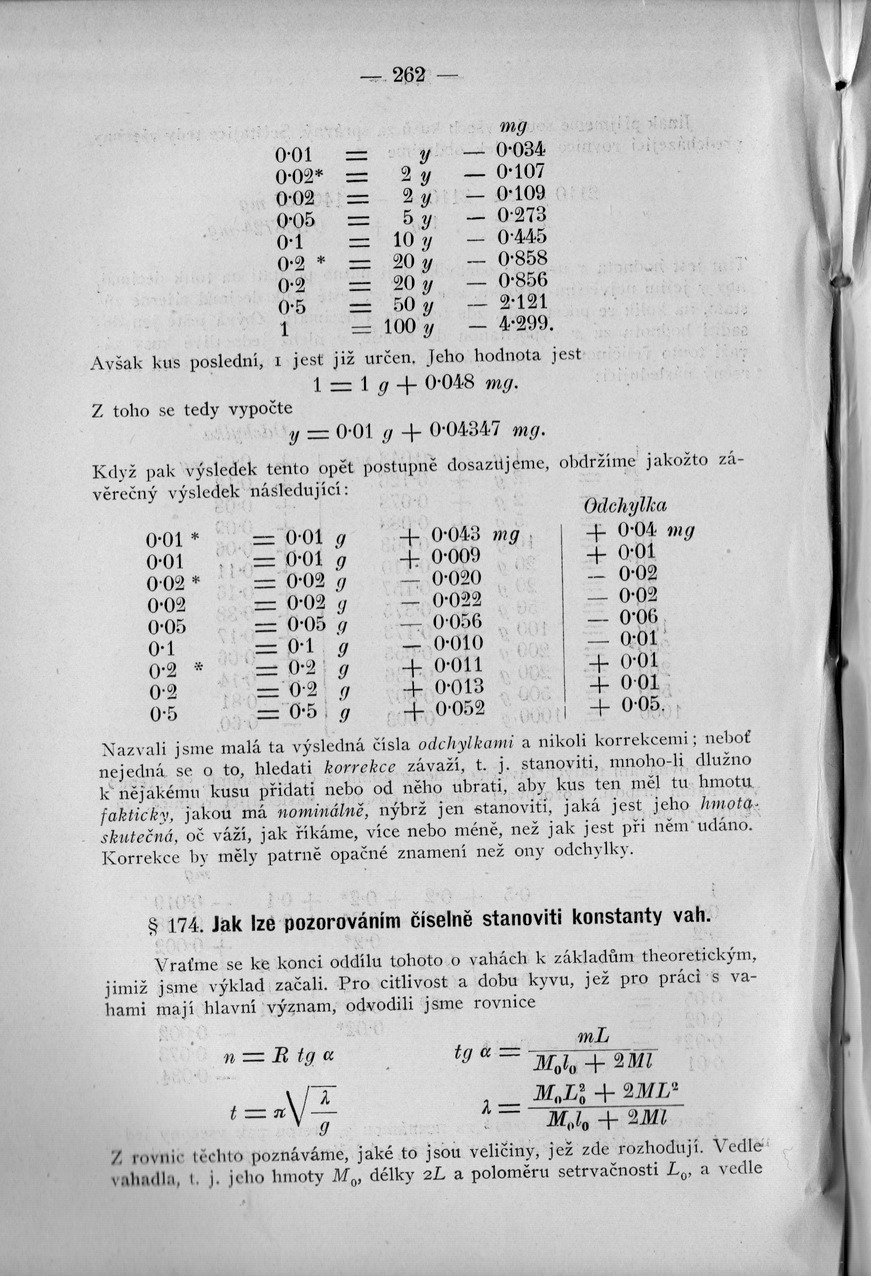 — 262 —
mg
0·01 = y — 0·034
0·02* = 2 y — 0·107
0·02 = 2 y — 0·109
0·05 = 5 y — 0·273
0·1 = 10 y — 0·445
0·2 * = 20 y — 0·858
0·2 = 20 y — 0·856
0·5 = 50 y — 2·121
1 = 100 y — 4·299.
Avšak kus poslední, 1 jest již určen. Jeho hodnota jest
1 = 1 g + 0·048 mg.
Z toho se tedy vypočte
y = 0·01 g + 0·04347 mg.
Když pak výsledek tento opět postupně dosazujeme, obdržíme jakožto zá-
věrečný výsledek následující:
Odchylka
0·01 * = 0·01 g + 0·043 mg + 0·04 mg
0·01 = 0·01 g + 0·009 + 0·01
0·02 * = 0·02 g — 0·020 — 0·02
0·02 = 0·02 g — 0·022 — 0·02
0·05 = 0·05 g — 0·056 — 0·06
0·1 = 0·1 g — 0·010 — 0·01
0·2 * = 0·2 g + 0·011 + 0·01
0·2 = 0·2 g + 0·013 + 0·01
0·5 = 0·5 g + 0·052 + 0·05.
Nazvali jsme malá ta výsledná čísla odchylkami a nikoli korrekcemi; neboť
nejedná se o to, hledati korrekce závaží, t. j. stanoviti, mnoho-li dlužno
k nějakému kusu přidati nebo od něho ubrati, aby kus ten měl tu hmotu
fakticky, jakou má nominálně, nýbrž jen stanoviti, jaká jest jeho hmota
skutečná, oč váží, jak říkáme, více nebo méně, než jak jest při něm udáno.
Korrekce by měly patrně opačné znamení než ony odchylky.
§ 174. Jak lze pozorováním číselně stanoviti konstanty vah.
Vraťme se ke konci oddílu tohoto o vahách k základům theoretickým,
jimiž jsme výklad začali. Pro citlivost a dobu kyvu, jež pro práci s va-
hami mají hlavní význam, odvodili jsme rovnice
n = R tg α tg α = mL / (M₀l₀ + 2Ml)
t = π√(λ/g) λ = (M₀L₀² + 2ML²) / (M₀l₀ + 2Ml)
Z rovnic těchto poznáváme, jaké to jsou veličiny, jež zde rozhodují. Vedle
vahadla, t. j. jeho hmoty M₀, délky 2L a poloměru setrvačnosti L₀, a vedle